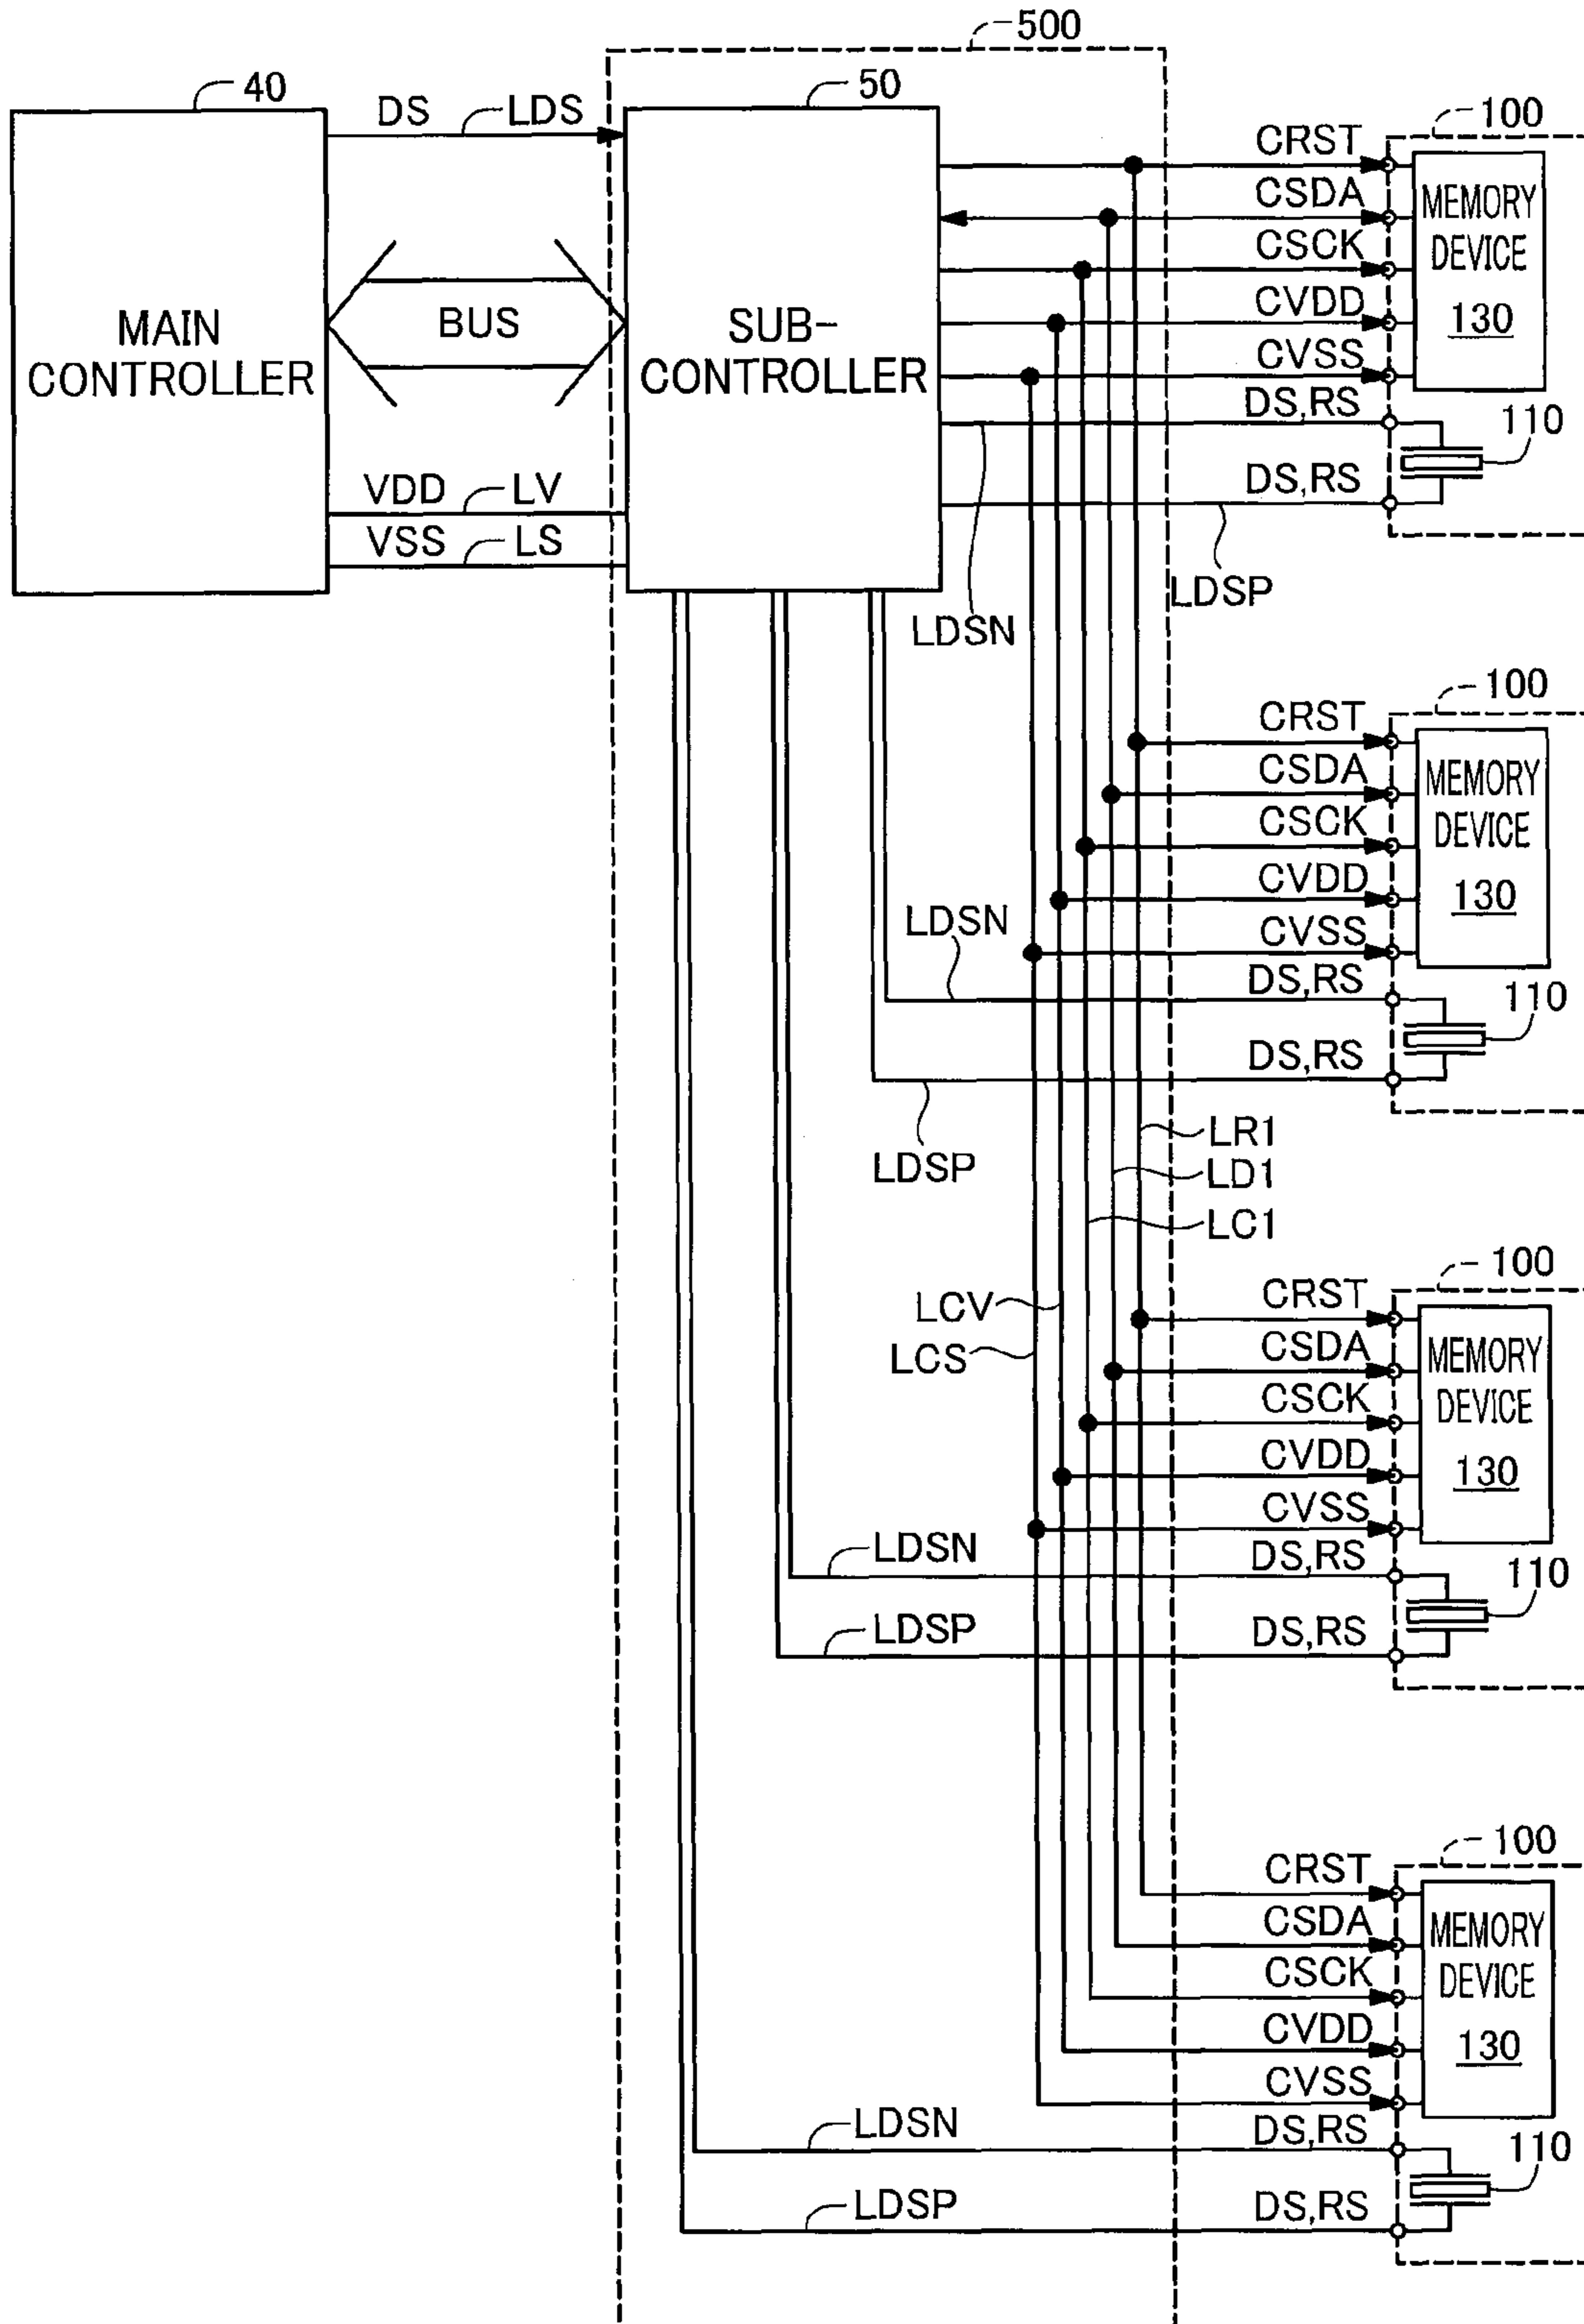 500
40
50
DS
LDS
MAIN
CONTROLLER
BUS
SUB-
CONTROLLER
VDD
LV
VSS
LS
100
CRST
CSDA
CSCK
CVDD
CVSS
DS,RS
DS,RS
MEMORY
DEVICE
130
110
LDSN
LDSP
100
CRST
CSDA
CSCK
CVDD
CVSS
DS,RS
DS,RS
MEMORY
DEVICE
130
110
LDSN
LDSP
LR1
LD1
LC1
LCV
LCS
100
CRST
CSDA
CSCK
CVDD
CVSS
DS,RS
DS,RS
MEMORY
DEVICE
130
110
LDSN
LDSP
100
CRST
CSDA
CSCK
CVDD
CVSS
DS,RS
DS,RS
MEMORY
DEVICE
130
110
LDSN
LDSP